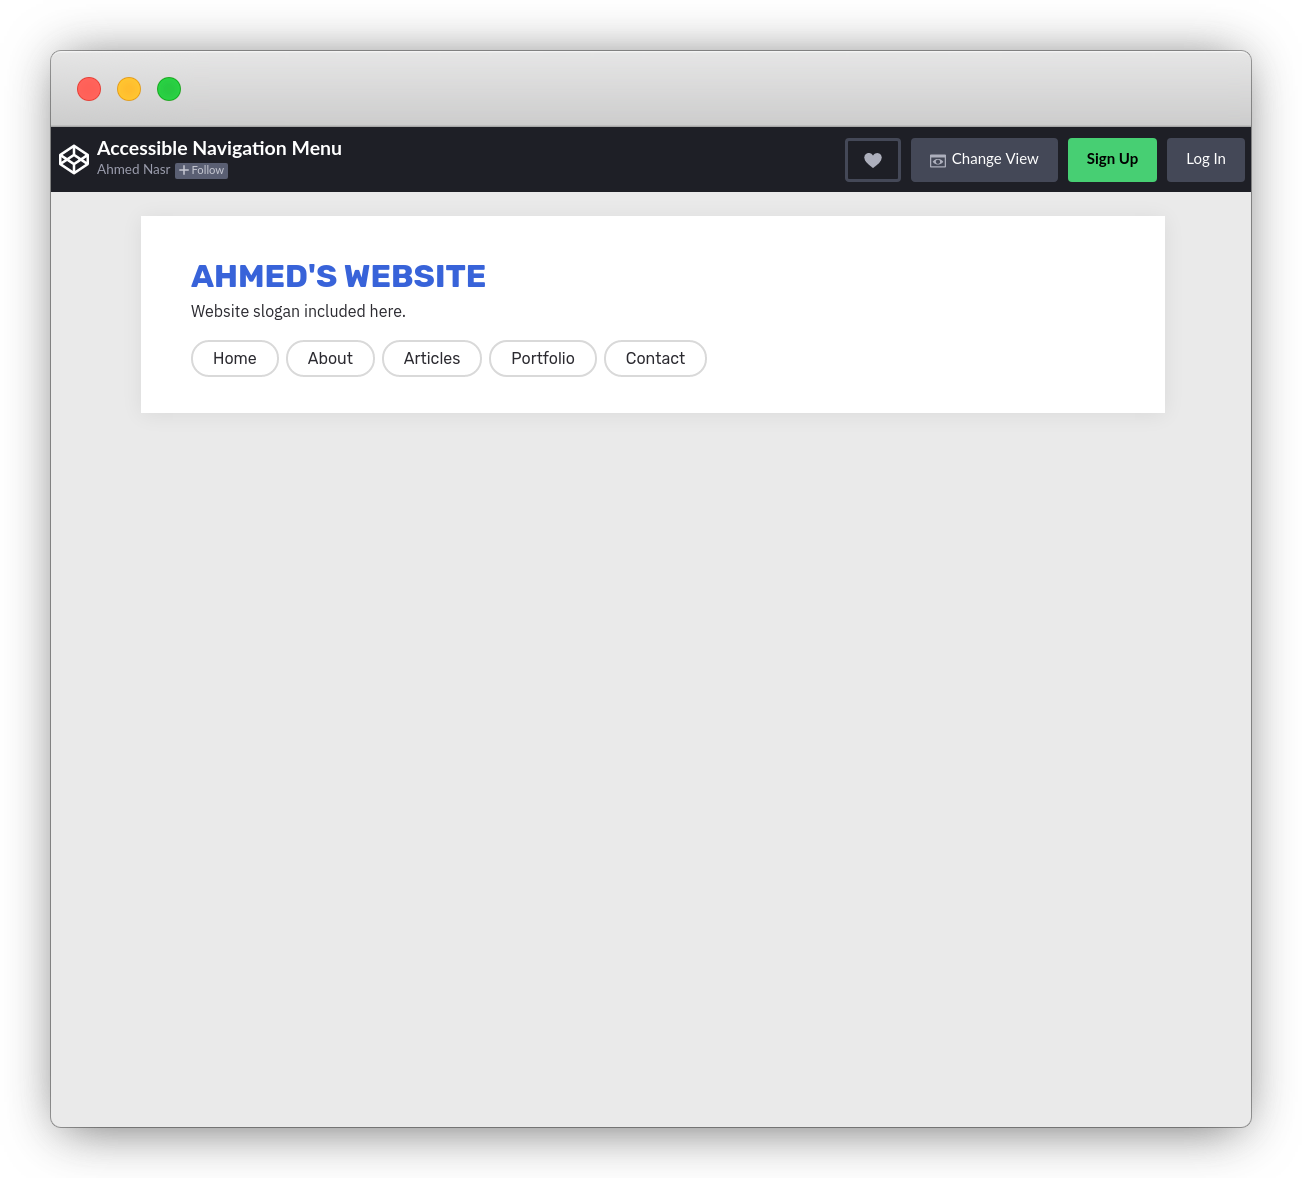 Accessible Navigation Menu
Ahmed Nasr + Follow
Change View
Sign Up
Log In
AHMED'S WEBSITE
Website slogan included here.
Home About Articles Portfolio Contact